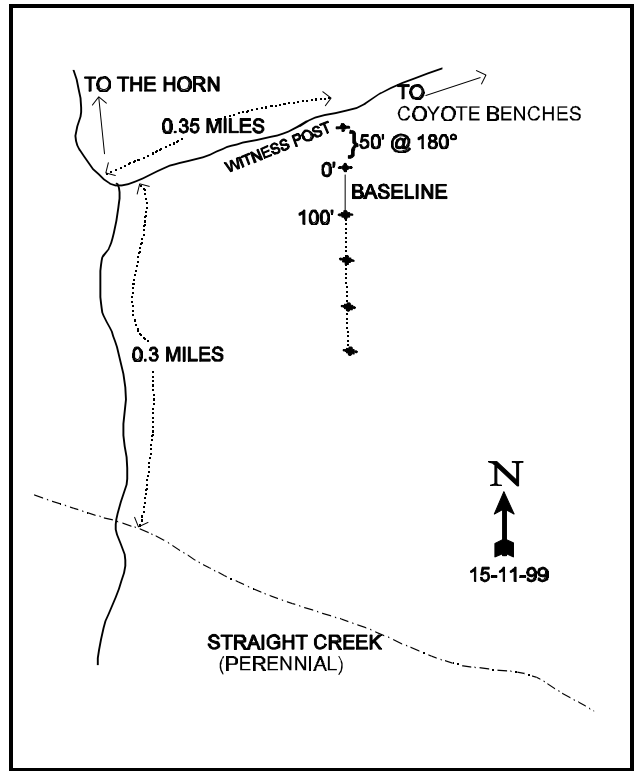 TO THE HORN
TO
COYOTE BENCHES
0.35 MILES
WITNESS POST
50' @ 180°
0'
BASELINE
100'
0.3 MILES
N
15-11-99
STRAIGHT CREEK
(PERENNIAL)